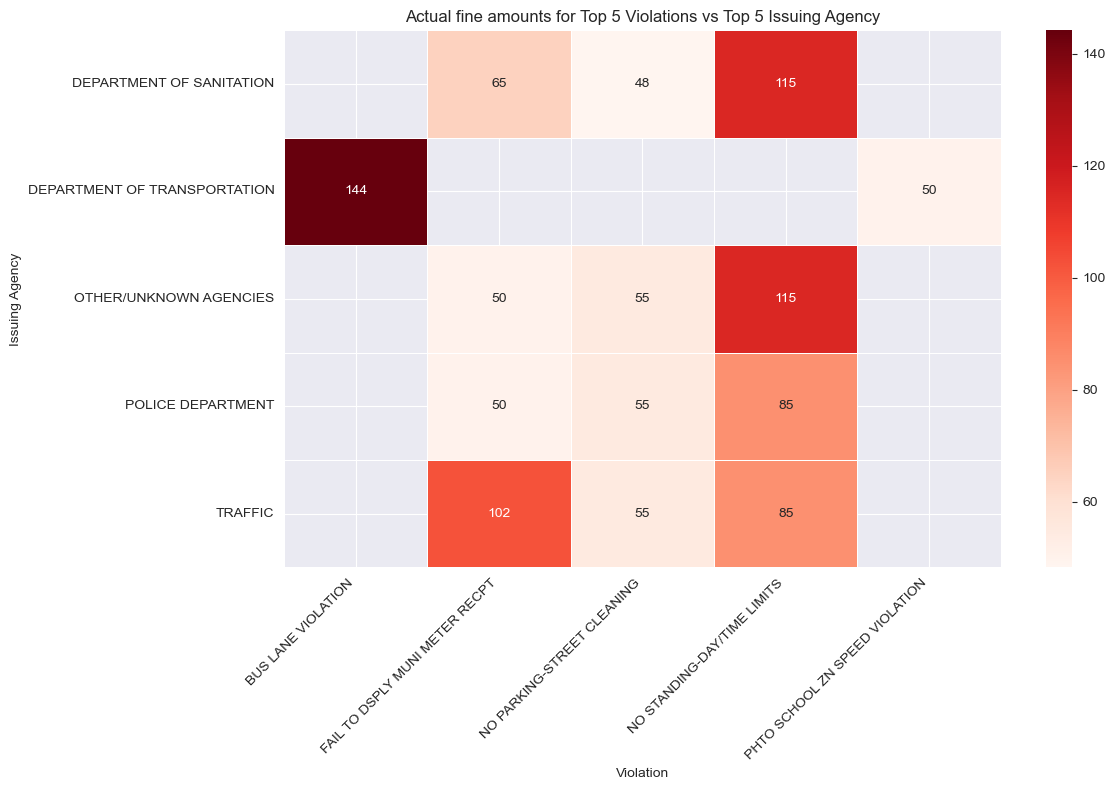 Actual fine amounts for Top 5 Violations vs Top 5 Issuing Agency
Issuing Agency
DEPARTMENT OF SANITATION
65 48 115
DEPARTMENT OF TRANSPORTATION
144 50
OTHER/UNKNOWN AGENCIES
50 55 115
POLICE DEPARTMENT
50 55 85
TRAFFIC
102 55 85
BUS LANE VIOLATION
FAIL TO DSPLY MUNI METER RECPT
NO PARKING-STREET CLEANING
NO STANDING-DAY/TIME LIMITS
PHTO SCHOOL ZN SPEED VIOLATION
Violation
140
120
100
80
60